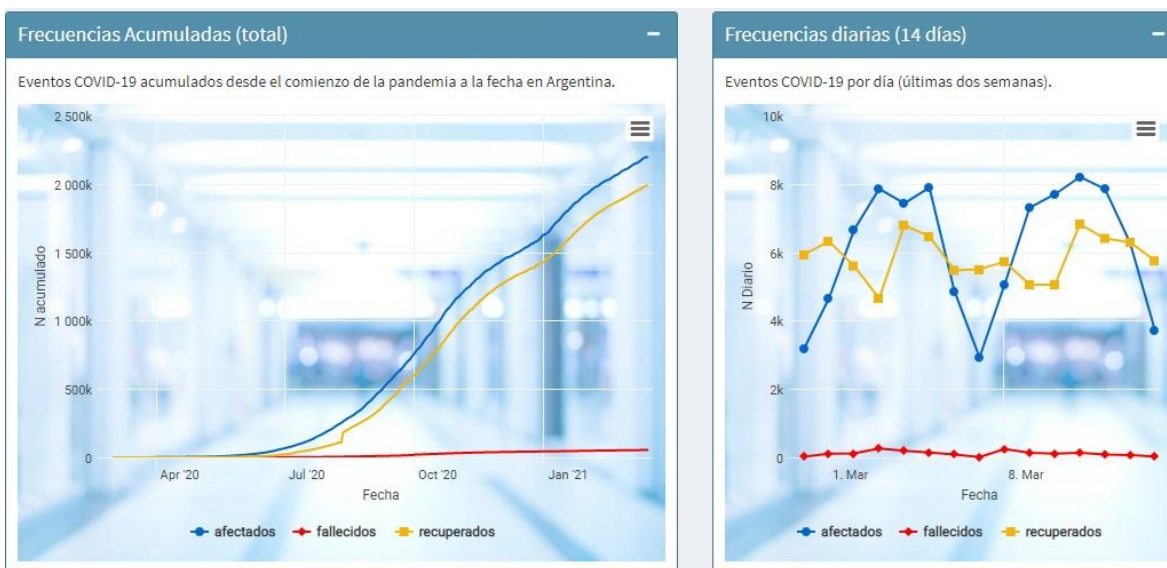 Frecuencias Acumuladas (total)
Eventos COVID-19 acumulados desde el comienzo de la pandemia a la fecha en Argentina.
2 500k
2 000k
1 500k
1 000k
500k
0
N acumulado
Apr '20
Jul '20
Oct '20
Jan '21
Fecha
afectados
fallecidos
recuperados
Frecuencias diarias (14 días)
Eventos COVID-19 por día (últimas dos semanas).
10k
8k
6k
4k
2k
0
N Diario
1. Mar
8. Mar
Fecha
afectados
fallecidos
recuperados